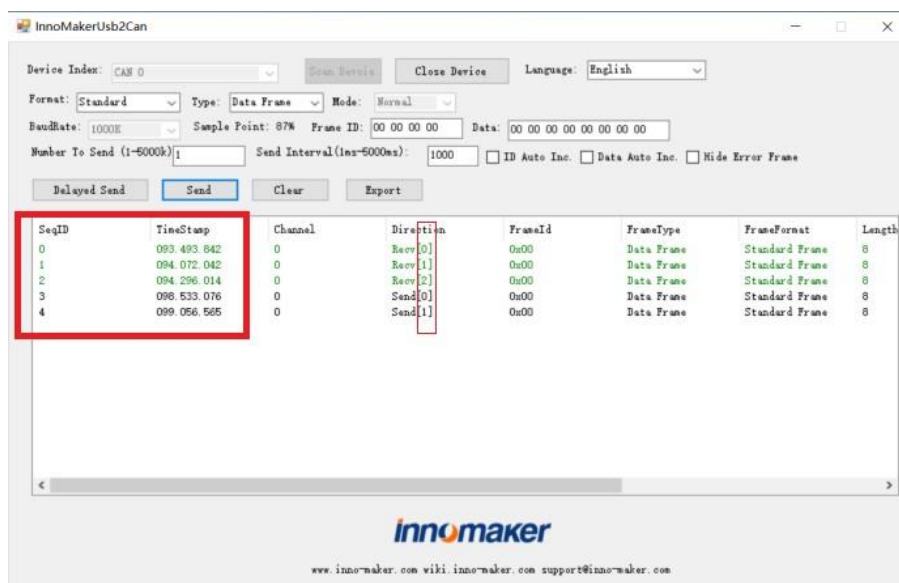 InnoMakerUsb2Can
Device Index: CAN 0 Scan Devcie Close Device Language: English
Format: Standard Type: Data Frame Mode: Normal
BaudRate: 1000K Sample Point: 87% Frame ID: 00 00 00 00 Data: 00 00 00 00 00 00 00 00
Number To Send (1-5000k) 1 Send Interval(1ms-5000ms): 1000 ID Auto Inc. Data Auto Inc. Hide Error Frame
Delayed Send Send Clear Export
SeqID TimeStamp Channel Direction FrameId FrameType FrameFormat Length
0 093.493.842 0 Recv[0] 0x00 Data Frame Standard Frame 8
1 094.072.042 0 Recv[1] 0x00 Data Frame Standard Frame 8
2 094.296.014 0 Recv[2] 0x00 Data Frame Standard Frame 8
3 098.533.076 0 Send[0] 0x00 Data Frame Standard Frame 8
4 099.056.565 0 Send[1] 0x00 Data Frame Standard Frame 8
innomaker
www.inno-maker.com wiki.inno-maker.com support@inno-maker.com